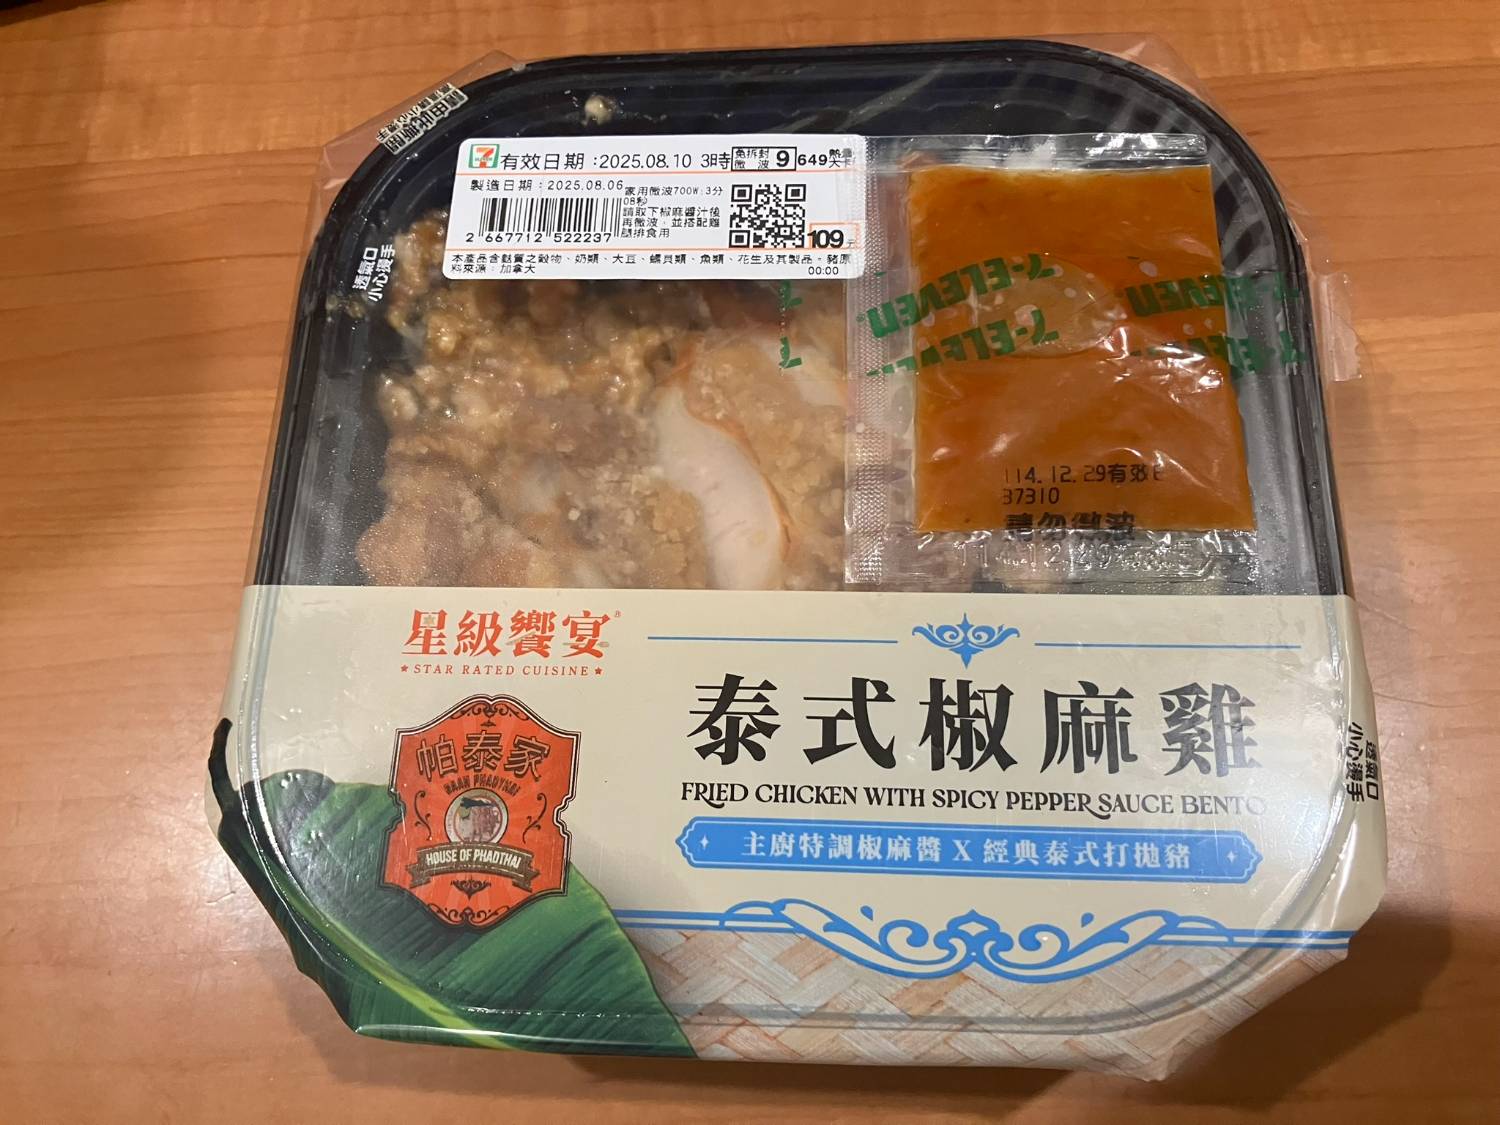 有效日期:2025.08.10 3時
免拆封
微 波 9 649
製造日期:2025.08.06
家用微波700W:3分
08秒
請取下椒麻醬汁後
再微波,並搭配雞
腿排食用
2 667712 522237
109元
本產品含麩質之穀物、奶類、大豆、螺貝類、魚類、花生及其製品。豬原
料來源:加拿大
00:00
透氣口
小心燙手
7-ELEVEN
7-ELEVEN
114.12.29有效
37310
請勿微波
星級饗宴®
STAR RATED CUISINE
帕泰家
BAAN PHADTHAI
HOUSE OF PHADTHAI
泰式椒麻雞
FRIED CHICKEN WITH SPICY PEPPER SAUCE BENTO
主廚特調椒麻醬 X 經典泰式打拋豬
透氣口
小心燙手